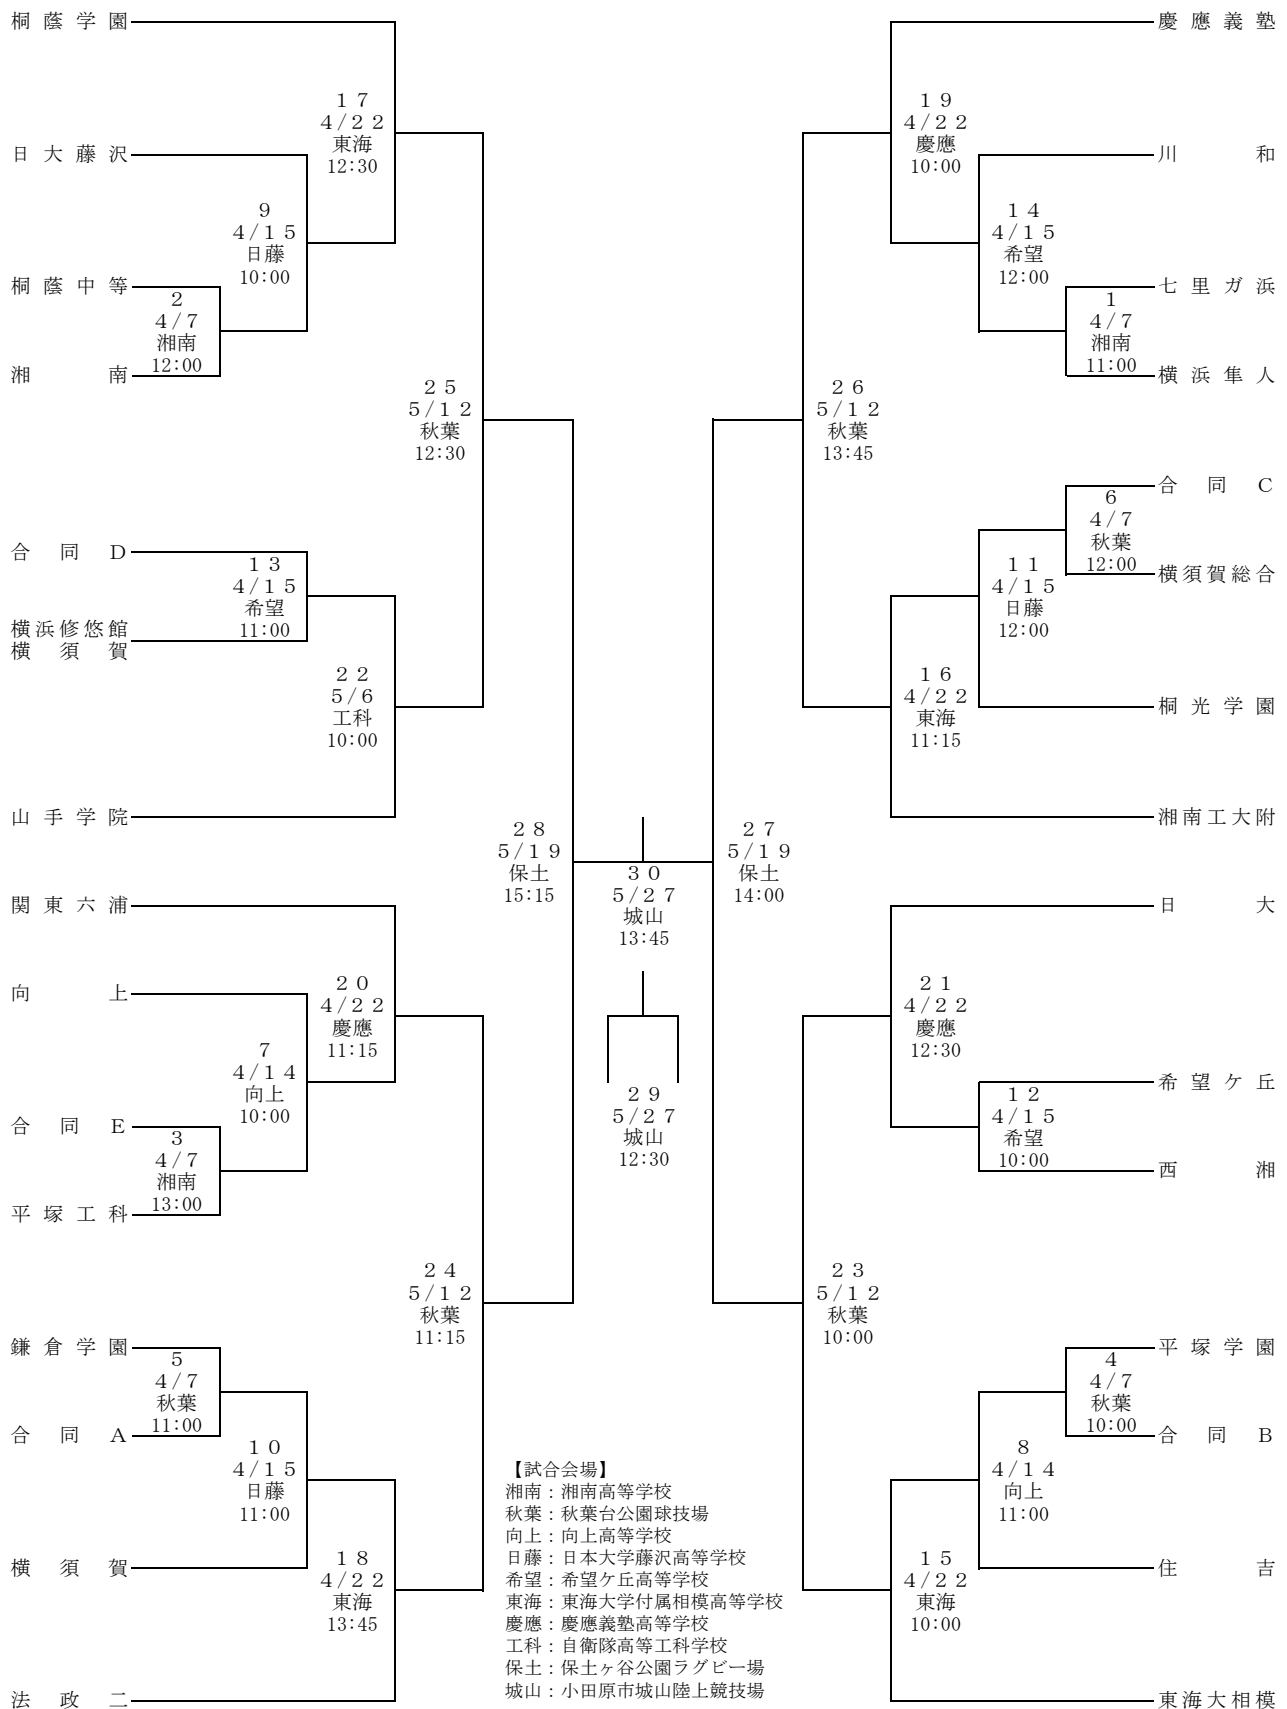 桐蔭学園
17
4/22
東海
12:30
日大藤沢
9
4/15
日藤
10:00
桐蔭中等
2
4/7
湘南
12:00
湘南
25
5/12
秋葉
12:30
合同D
13
4/15
希望
11:00
横浜修悠館
横須賀
22
5/6
工科
10:00
山手学院
28
5/19
保土
15:15
関東六浦
20
4/22
慶應
11:15
向上
7
4/14
向上
10:00
合同E
3
4/7
湘南
13:00
平塚工科
24
5/12
秋葉
11:15
鎌倉学園
5
4/7
秋葉
11:00
合同A
10
4/15
日藤
11:00
横須賀
18
4/22
東海
13:45
法政二
30
5/27
城山
13:45
29
5/27
城山
12:30
慶應義塾
19
4/22
慶應
10:00
川和
14
4/15
希望
12:00
七里ガ浜
1
4/7
湘南
11:00
横浜隼人
26
5/12
秋葉
13:45
合同C
6
4/7
秋葉
12:00
横須賀総合
11
4/15
日藤
12:00
16
4/22
東海
11:15
桐光学園
湘南工大附
27
5/19
保土
14:00
日大
21
4/22
慶應
12:30
希望ケ丘
12
4/15
希望
10:00
西湘
23
5/12
秋葉
10:00
平塚学園
4
4/7
秋葉
10:00
合同B
8
4/14
向上
11:00
住吉
15
4/22
東海
10:00
東海大相模
【試合会場】
湘南：湘南高等学校
秋葉：秋葉台公園球技場
向上：向上高等学校
日藤：日本大学藤沢高等学校
希望：希望ケ丘高等学校
東海：東海大学付属相模高等学校
慶應：慶應義塾高等学校
工科：自衛隊高等工科学校
保土：保土ヶ谷公園ラグビー場
城山：小田原市城山陸上競技場